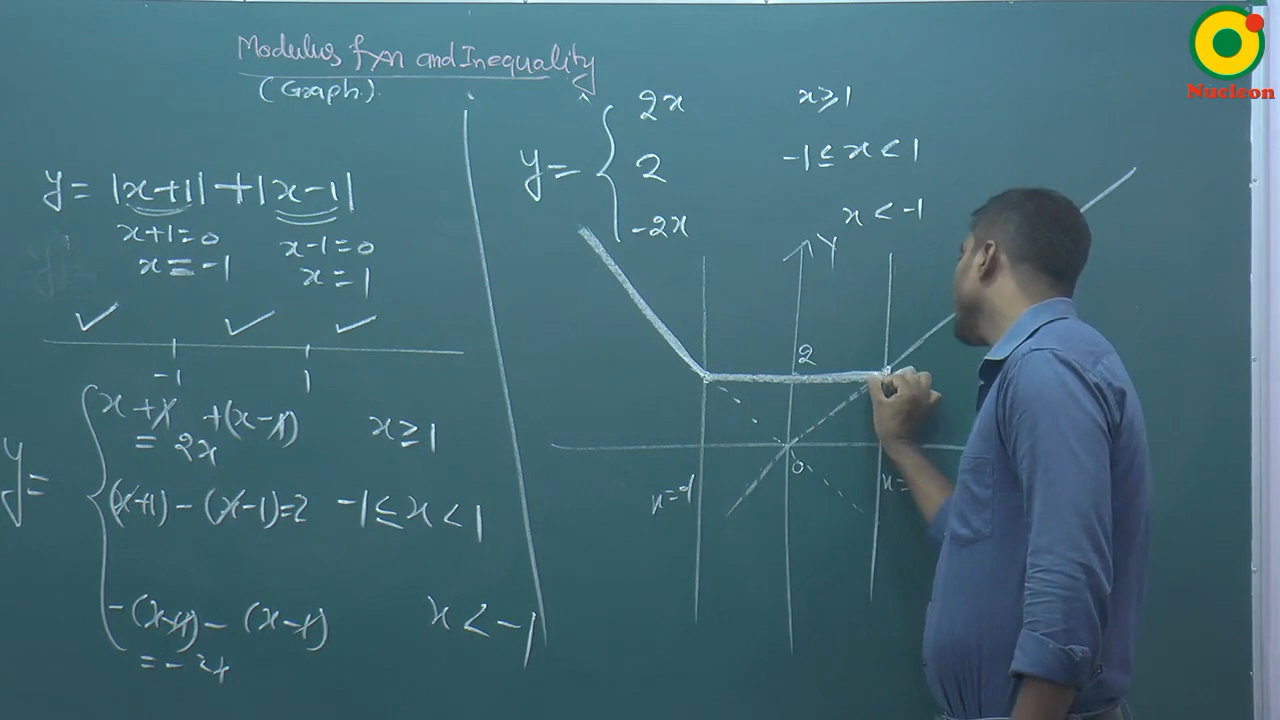 Modulus fxn and Inequality
(Graph.)
y = |x+1| + |x-1|
x+1=0 x-1=0
x = -1 x = 1
-1 1
y =
x + 1 + (x-1) x ≥ 1
= 2x
(x+1) - (x-1) = 2 -1 ≤ x < 1
-(x+1) - (x-1) x < -1
= -2x
y = 2x x ≥ 1
2 -1 ≤ x < 1
-2x x < -1
Y
2
0
x=-1
x=
Nucleon